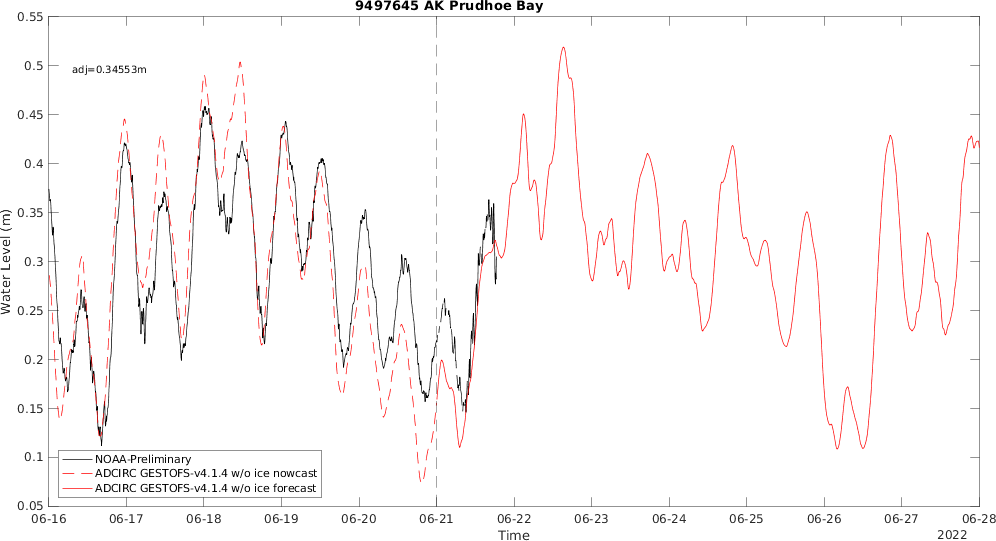 9497645 AK Prudhoe Bay
adj=0.34553m
Water Level (m)
0.55
0.5
0.45
0.4
0.35
0.3
0.25
0.2
0.15
0.1
0.05
NOAA-Preliminary
ADCIRC GESTOFS-v4.1.4 w/o ice nowcast
ADCIRC GESTOFS-v4.1.4 w/o ice forecast
06-16 06-17 06-18 06-19 06-20 06-21 06-22 06-23 06-24 06-25 06-26 06-27 06-28
Time
2022